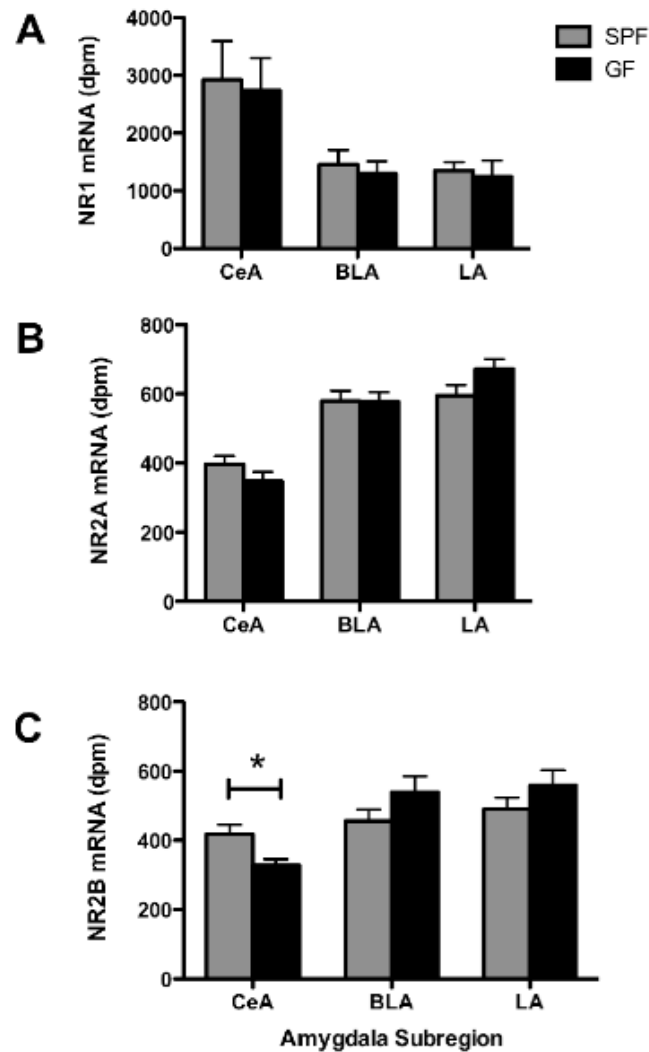 A
SPF
GF
NR1 mRNA (dpm)
4000
3000
2000
1000
0
CeA BLA LA
B
NR2A mRNA (dpm)
800
600
400
200
0
CeA BLA LA
C
NR2B mRNA (dpm)
800
600
400
200
0
*
CeA BLA LA
Amygdala Subregion